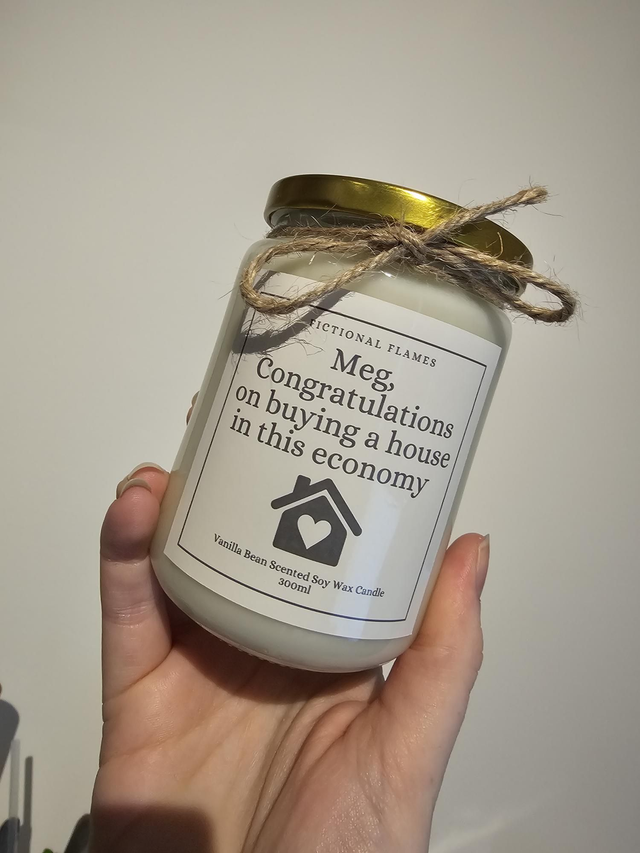 FICTIONAL FLAMES
Meg,
Congratulations
on buying a house
in this economy
Vanilla Bean Scented Soy Wax Candle
300ml